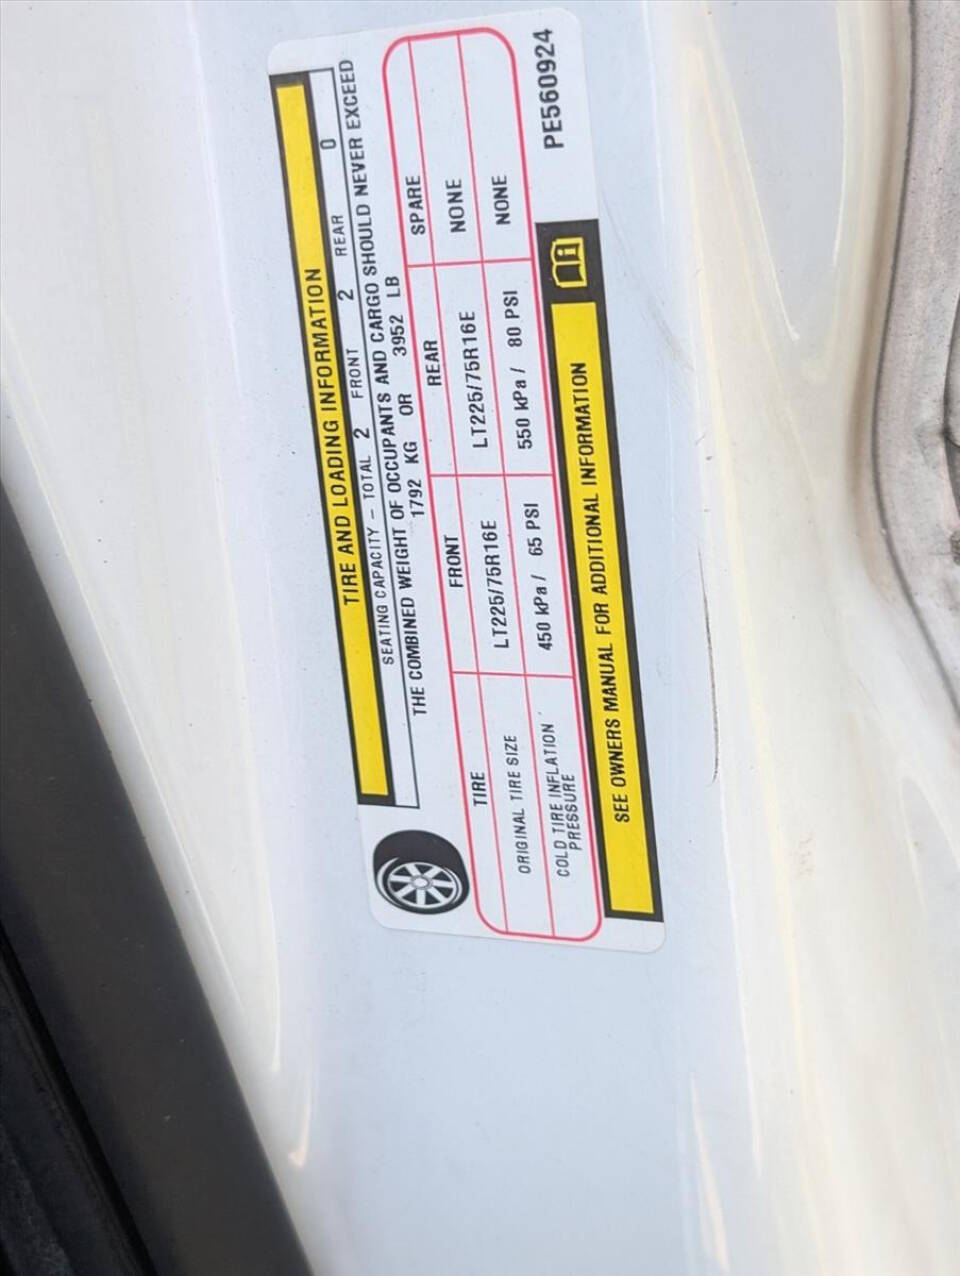 TIRE AND LOADING INFORMATION
SEATING CAPACITY - TOTAL 2 FRONT 2 REAR 0
THE COMBINED WEIGHT OF OCCUPANTS AND CARGO SHOULD NEVER EXCEED
1792 KG OR 3952 LB
TIRE FRONT REAR SPARE
ORIGINAL TIRE SIZE LT225/75R16E LT225/75R16E NONE
COLD TIRE INFLATION
PRESSURE 450 kPa / 65 PSI 550 kPa / 80 PSI NONE
SEE OWNERS MANUAL FOR ADDITIONAL INFORMATION
PE560924